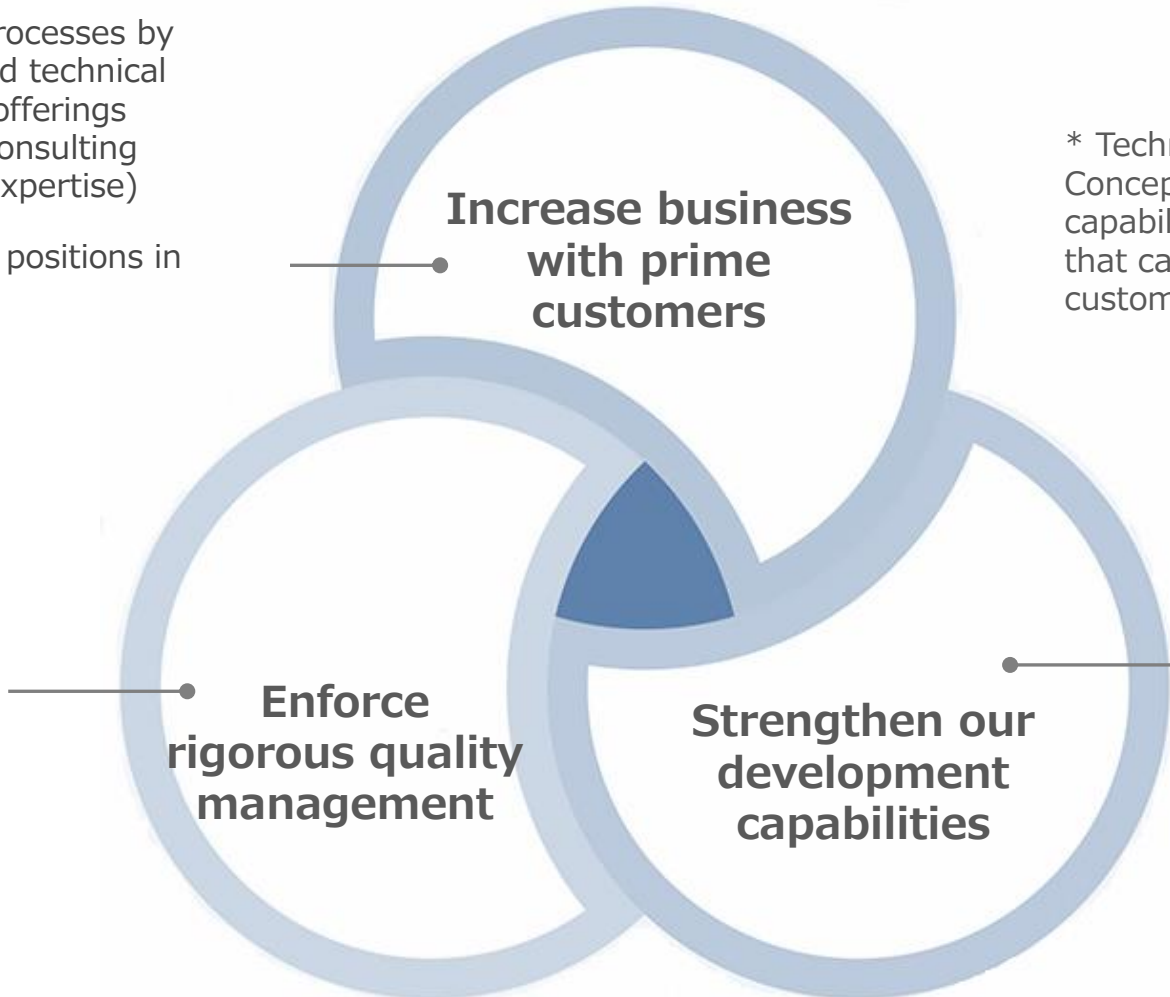 rocesses by
d technical
offerings
onsulting
xpertise)
positions in
* Techn
Concep
capabil
that ca
custom
Increase business
with prime
customers
Enforce
rigorous quality
management
Strengthen our
development
capabilities